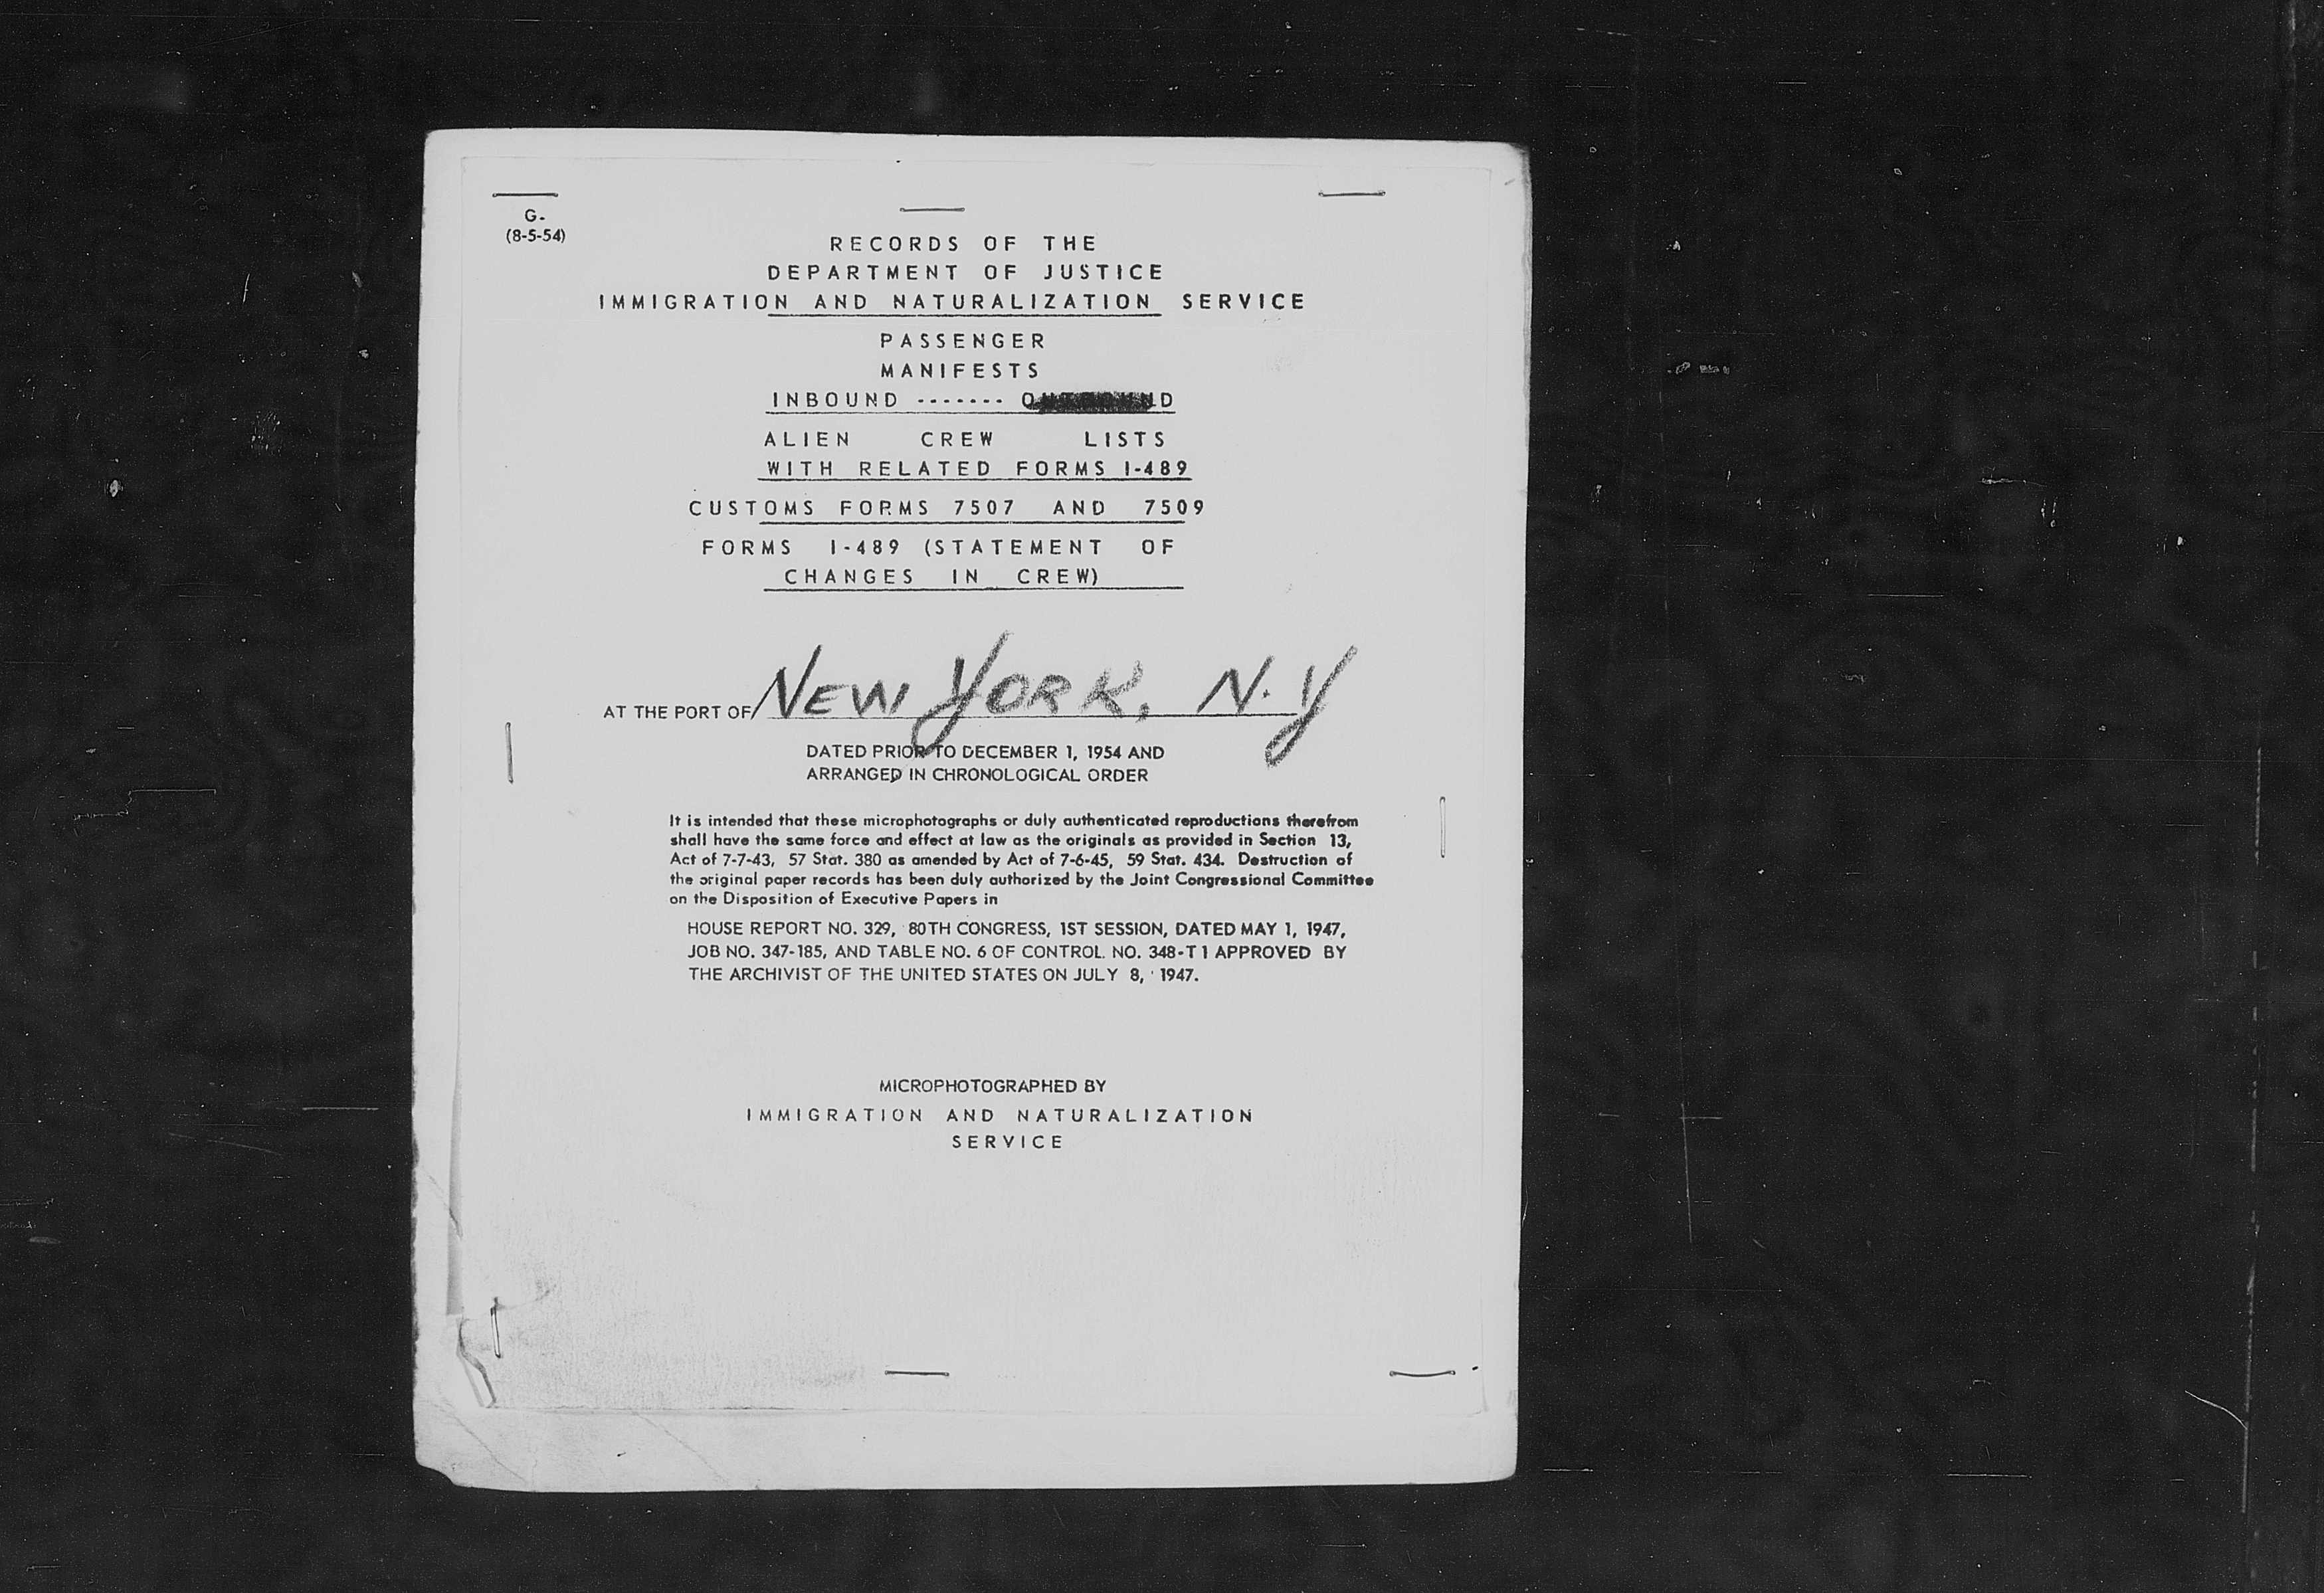 G-
(8-5-54)
RECORDS OF THE
DEPARTMENT OF JUSTICE
IMMIGRATION AND NATURALIZATION SERVICE
PASSENGER
MANIFESTS
INBOUND -------
ALIEN CREW LISTS
WITH RELATED FORMS I-489
CUSTOMS FORMS 7507 AND 7509
FORMS I-489 (STATEMENT OF
CHANGES IN CREW)
AT THE PORT OF NEW YORK, N.Y
DATED PRIOR TO DECEMBER 1, 1954 AND
ARRANGED IN CHRONOLOGICAL ORDER
It is intended that these microphotographs or duly authenticated reproductions therefrom
shall have the same force and effect at law as the originals as provided in Section 13,
Act of 7-7-43, 57 Stat. 380 as amended by Act of 7-6-45, 59 Stat. 434. Destruction of
the original paper records has been duly authorized by the Joint Congressional Committee
on the Disposition of Executive Papers in
HOUSE REPORT NO. 329, 80TH CONGRESS, 1ST SESSION, DATED MAY 1, 1947,
JOB NO. 347-185, AND TABLE NO. 6 OF CONTROL NO. 348-T1 APPROVED BY
THE ARCHIVIST OF THE UNITED STATES ON JULY 8, 1947.
MICROPHOTOGRAPHED BY
IMMIGRATION AND NATURALIZATION
SERVICE